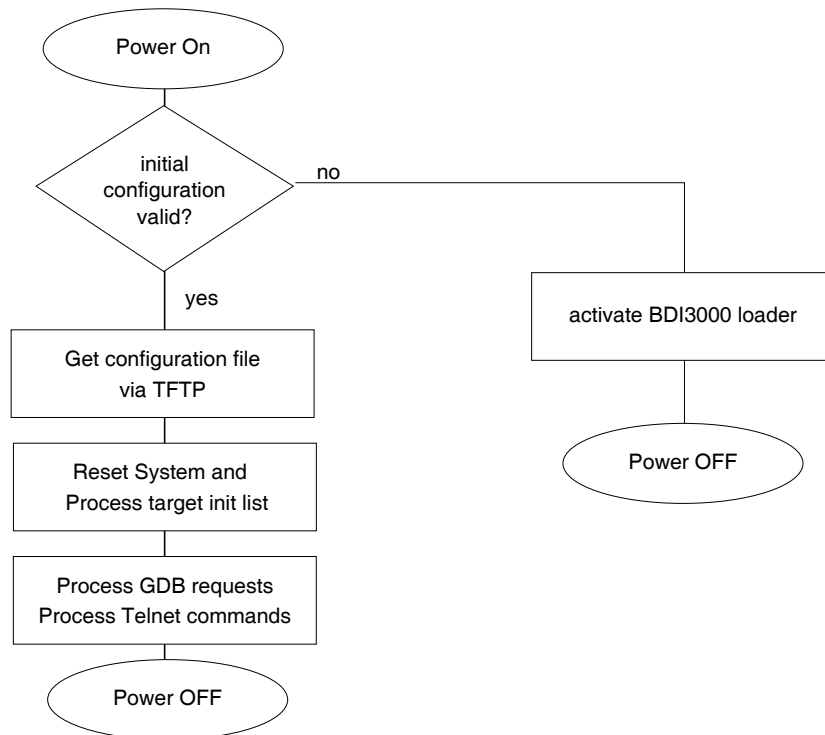 Power On
initial
configuration
valid?
no
yes
activate BDI3000 loader
Get configuration file
via TFTP
Power OFF
Reset System and
Process target init list
Process GDB requests
Process Telnet commands
Power OFF